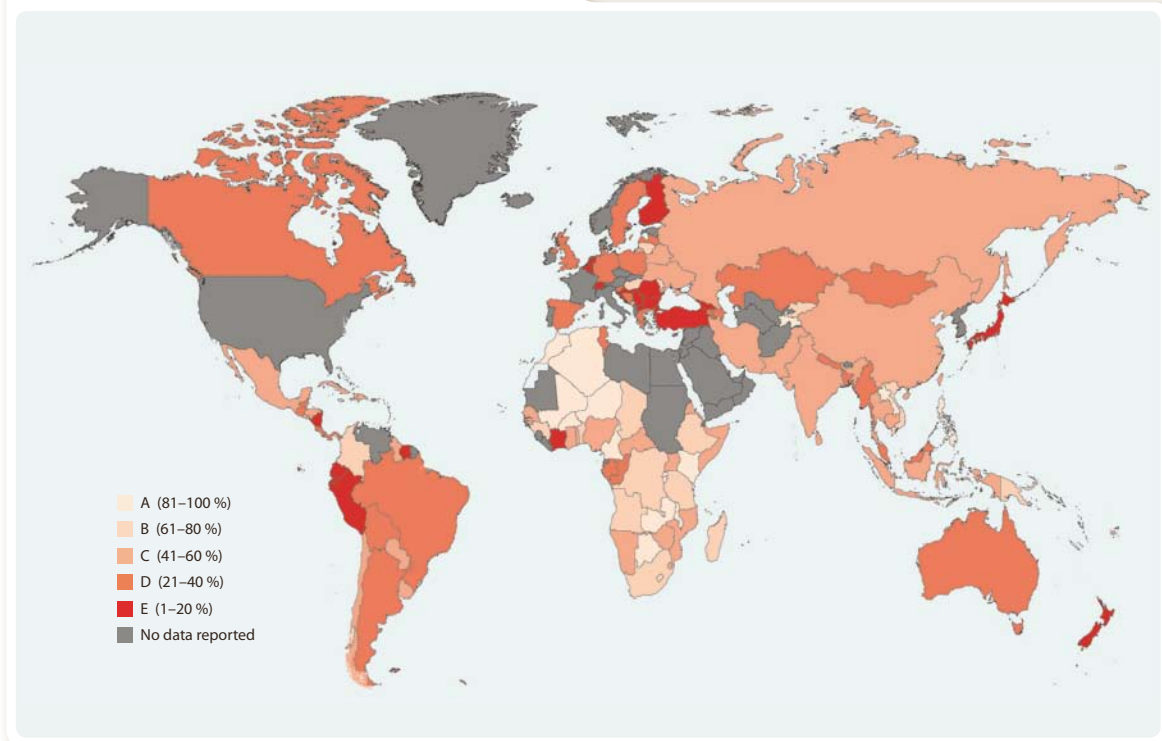 A (81–100 %)
B (61–80 %)
C (41–60 %)
D (21–40 %)
E (1–20 %)
No data reported